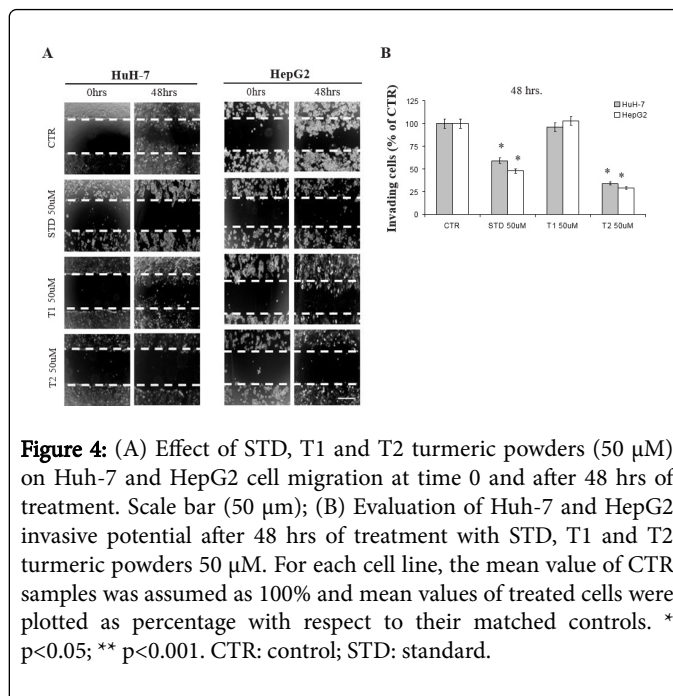 A
HuH-7
HepG2
0hrs
48hrs
0hrs
48hrs
CTR
STD 50uM
T1 50uM
T2 50uM
B
48 hrs.
HuH-7
HepG2
Invading cells (% of CTR)
125
100
75
50
25
0
*
*
*
*
CTR
STD 50uM
T1 50uM
T2 50uM
Figure 4: (A) Effect of STD, T1 and T2 turmeric powders (50 μM)
on Huh-7 and HepG2 cell migration at time 0 and after 48 hrs of
treatment. Scale bar (50 μm); (B) Evaluation of Huh-7 and HepG2
invasive potential after 48 hrs of treatment with STD, T1 and T2
turmeric powders 50 μM. For each cell line, the mean value of CTR
samples was assumed as 100% and mean values of treated cells were
plotted as percentage with respect to their matched controls. *
p<0.05; ** p<0.001. CTR: control; STD: standard.